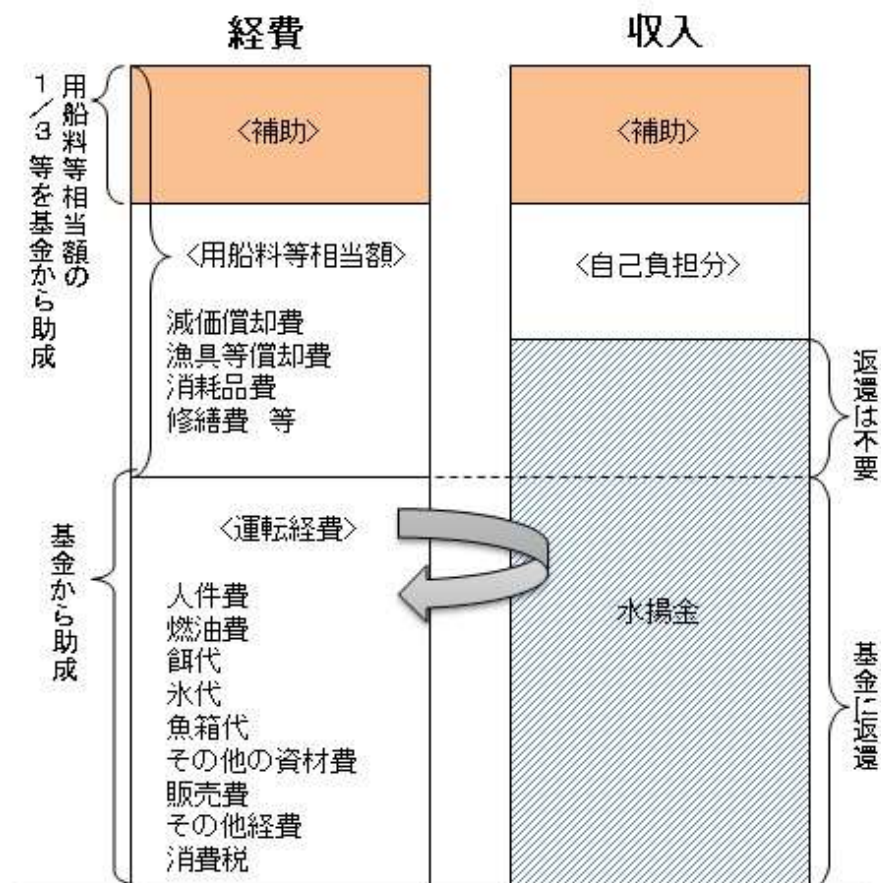 経費
収入
用船料等相当額の
1/3等を基金から助成
<補助>
<補助>
<用船料等相当額>
<自己負担分>
減価償却費
漁具等償却費
消耗品費
修繕費 等
返還は不要
基金から助成
<運転経費>
人件費
燃油費
餌代
氷代
魚箱代
その他の資材費
販売費
その他経費
消費税
水揚金
基金に返還